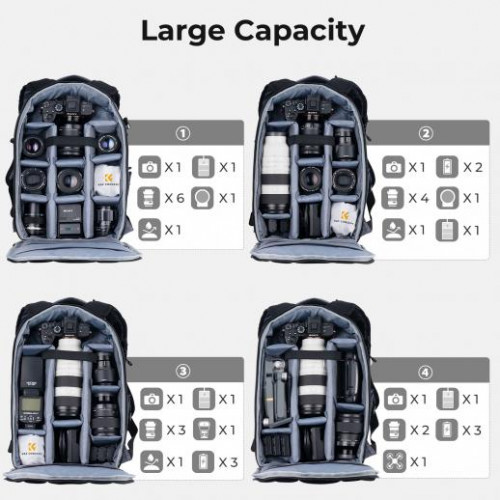 Large Capacity
①
X1 X1
X6 X1
X1
②
X1 X2
X4 X1
X1 X1
③
X1 X1
X3 X1
X1 X3
④
X1 X1
X2 X3
X1